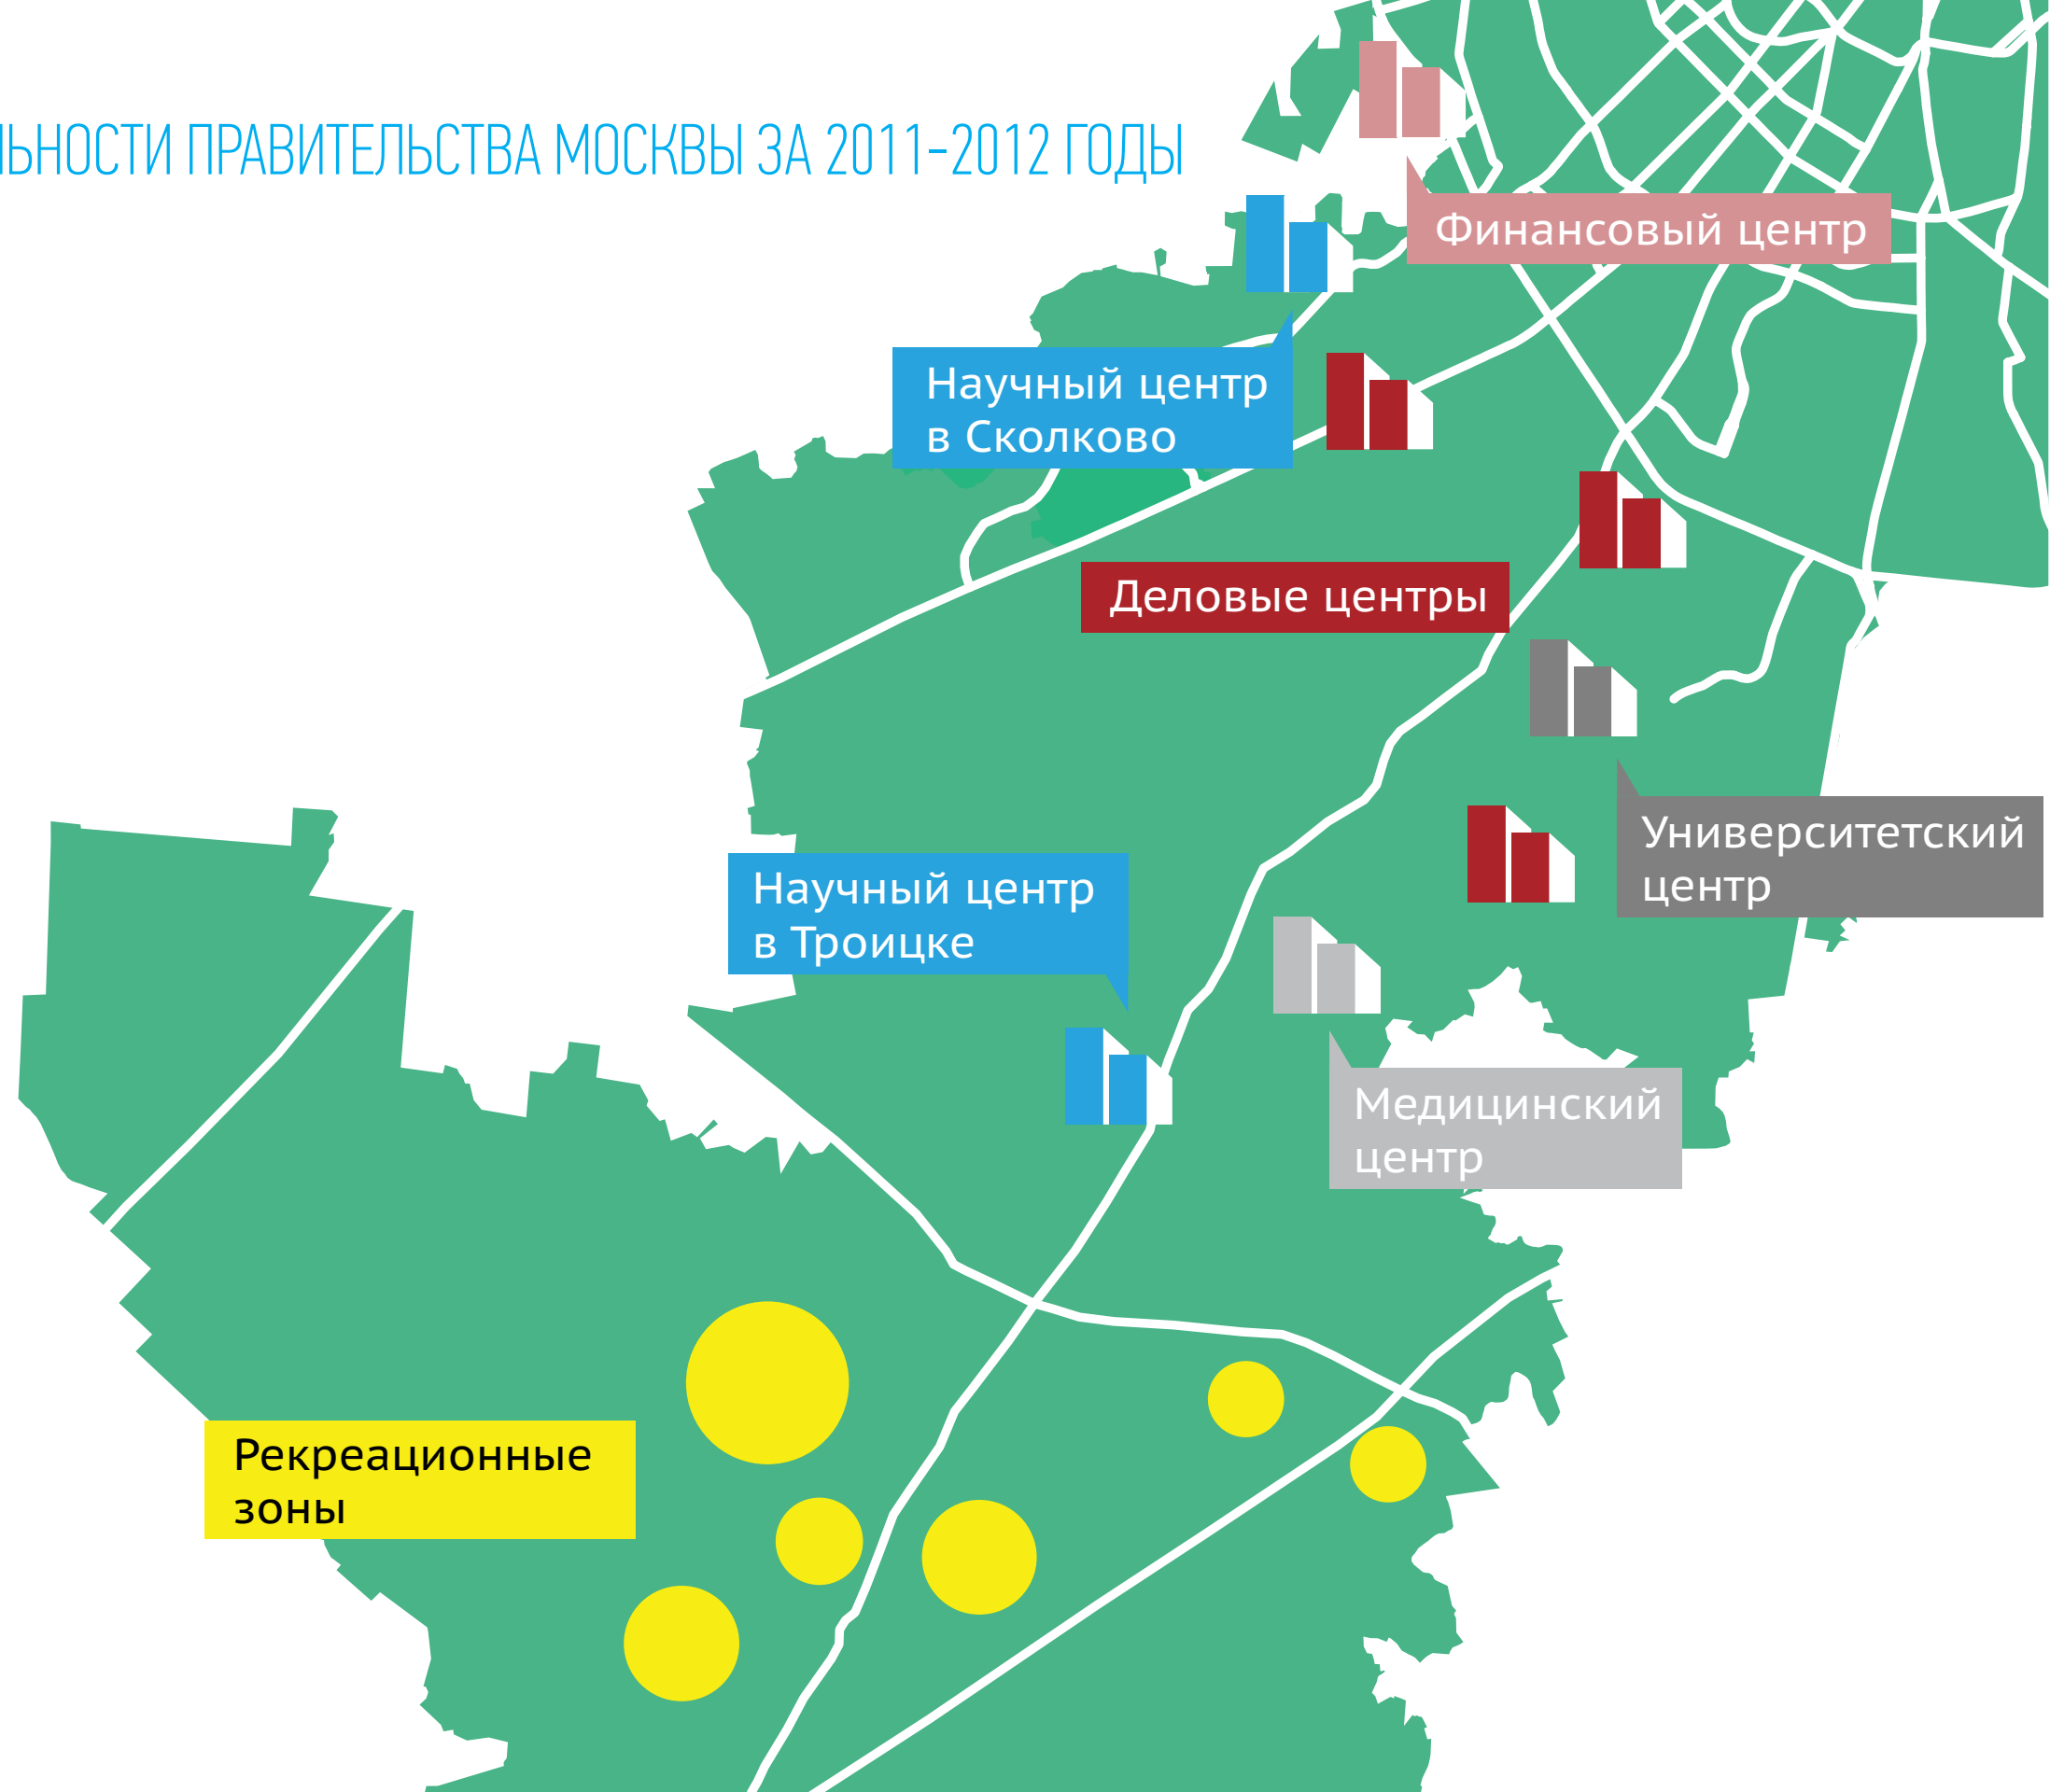 ЛЬНОСТИ ПРАВИТЕЛЬСТВА МОСКВЫ ЗА 2011-2012 ГОДЫ
Финансовый центр
Научный центр
в Сколково
Деловые центры
Университетский
центр
Научный центр
в Троицке
Медицинский
центр
Рекреационные
зоны